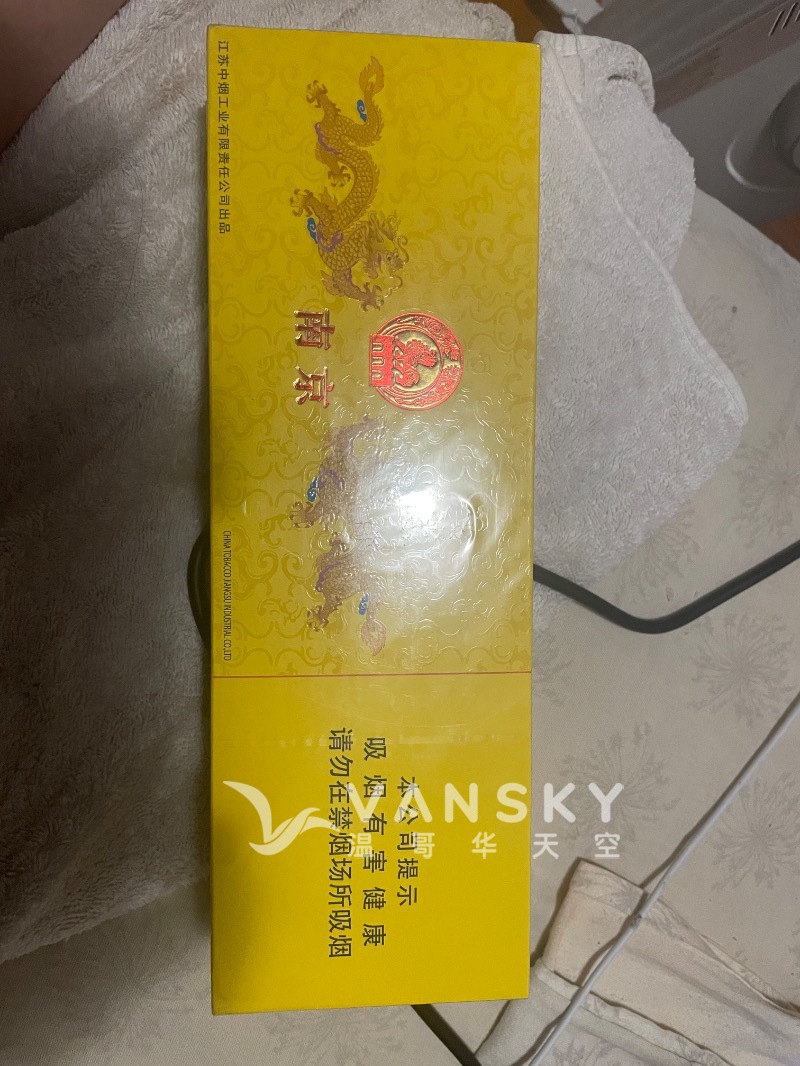 江苏中烟工业有限责任公司出品
南京
CHINA TOBACCO JIANGSU INDUSTRIAL CO.,LTD
本公司提示
吸烟有害健康
请勿在禁烟场所吸烟
VANSKY
温哥华天空